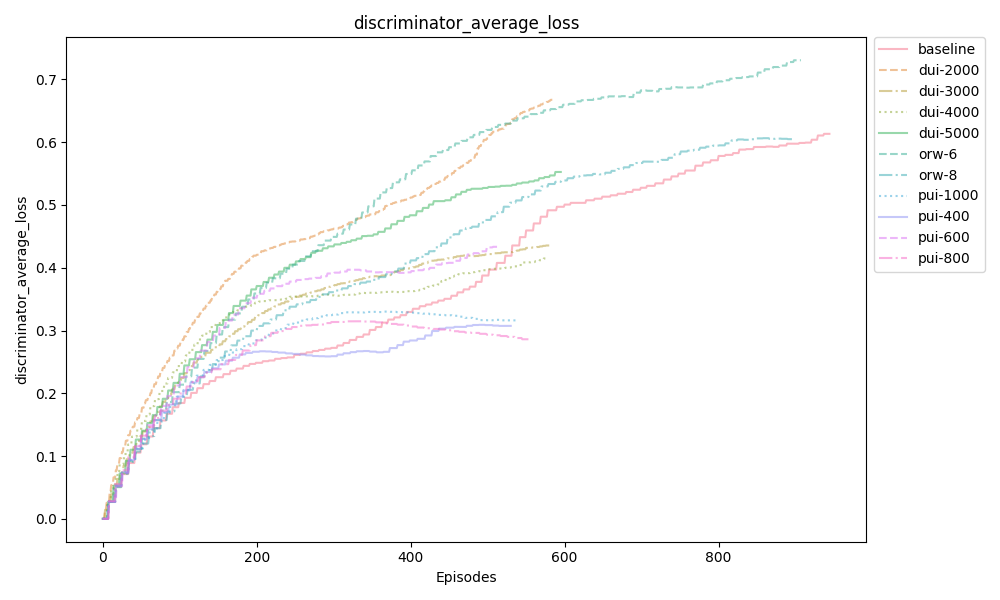 discriminator_average_loss
discriminator_average_loss
0.7
0.6
0.5
0.4
0.3
0.2
0.1
0.0
0 200 400 600 800
Episodes
baseline
dui-2000
dui-3000
dui-4000
dui-5000
orw-6
orw-8
pui-1000
pui-400
pui-600
pui-800